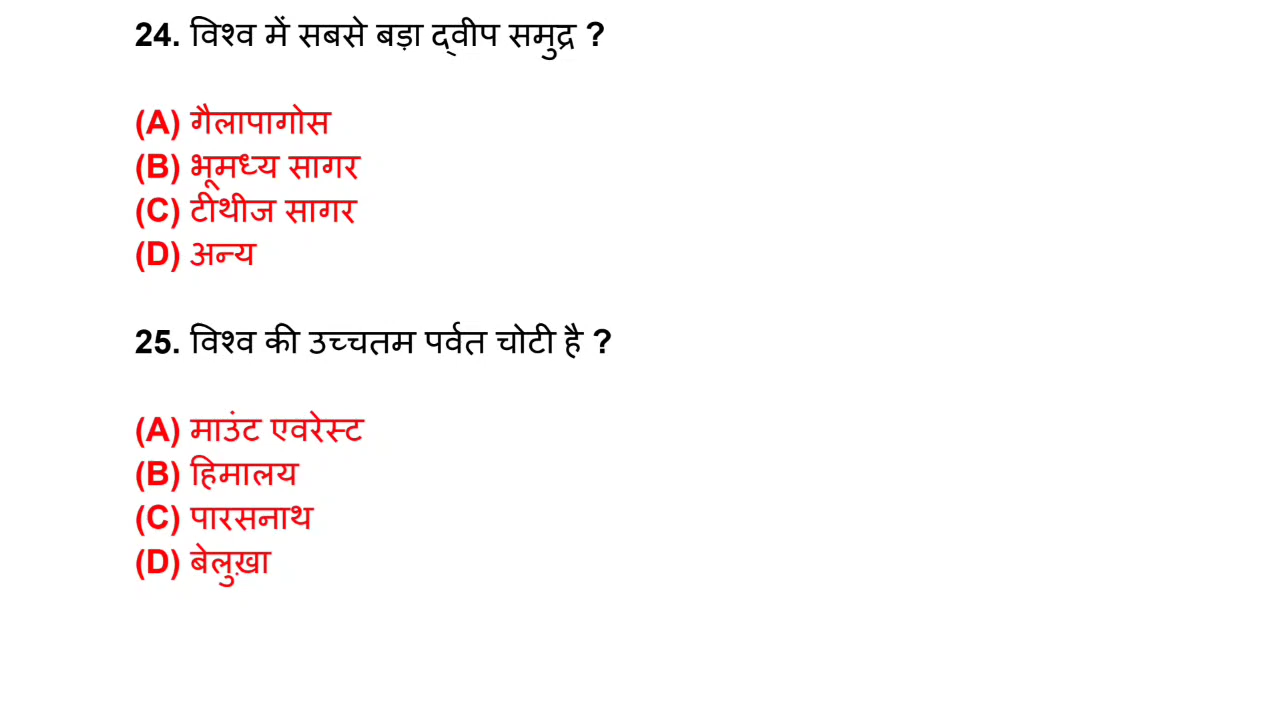 24. विश्व में सबसे बड़ा द्वीप समुद्र ?
(A) गैलापागोस
(B) भूमध्य सागर
(C) टीथीज सागर
(D) अन्य
25. विश्व की उच्चतम पर्वत चोटी है ?
(A) माउंट एवरेस्ट
(B) हिमालय
(C) पारसनाथ
(D) बेलुख़ा